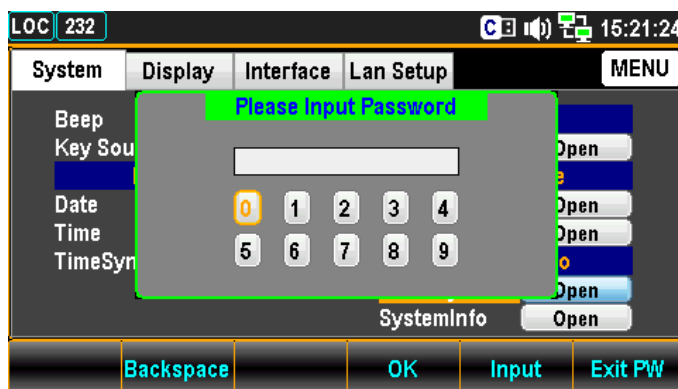 LOC 232 C 15:21:24
System Display Interface Lan Setup MENU
Please Input Password
Beep
Key Sou Open
Date Open
Time Open
TimeSyn
0 1 2 3 4
5 6 7 8 9
Open
SystemInfo Open
Backspace OK Input Exit PW